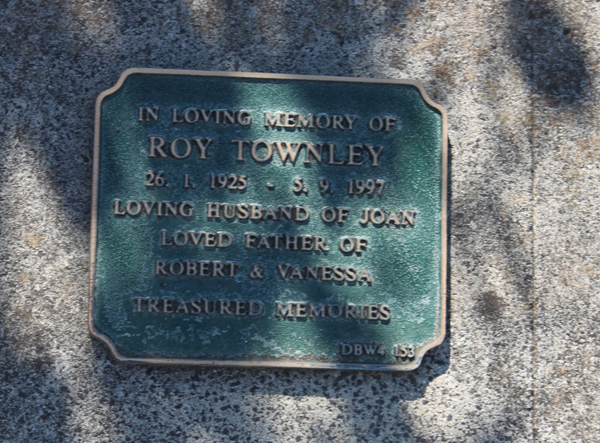 IN LOVING MEMORY OF
ROY TOWNLEY
26. 1. 1925 - 5. 9. 1997
LOVING HUSBAND OF JOAN
LOVED FATHER OF
ROBERT & VANESSA
TREASURED MEMORIES
DBW4 153